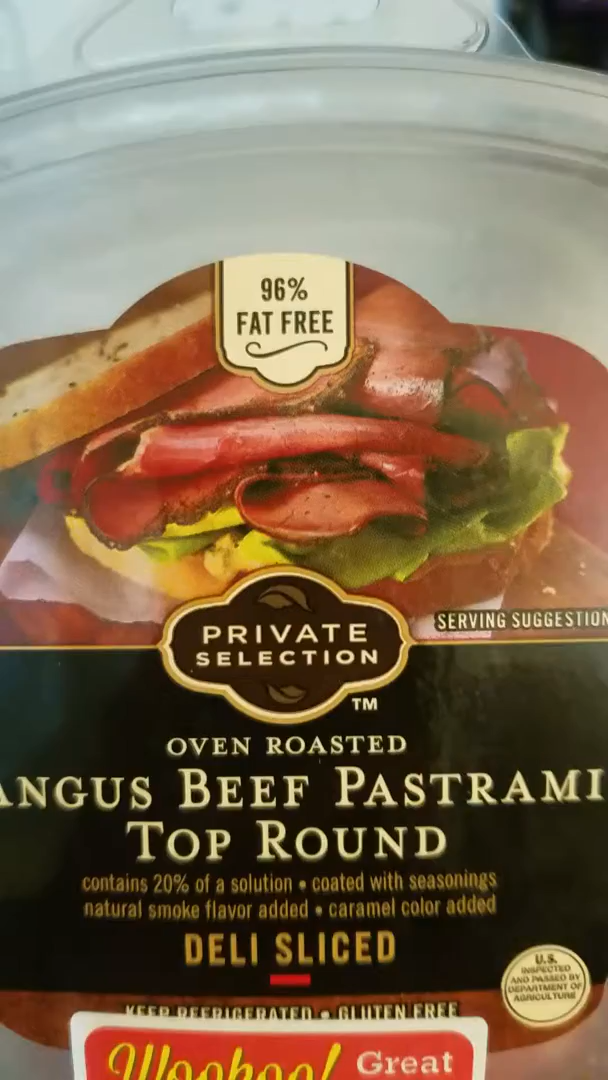 96%
FAT FREE
PRIVATE
SELECTION
TM
SERVING SUGGESTION
OVEN ROASTED
ANGUS BEEF PASTRAMI
TOP ROUND
contains 20% of a solution • coated with seasonings
natural smoke flavor added • caramel color added
DELI SLICED
U.S.
INSPECTED
AND PASSED BY
DEPARTMENT OF
AGRICULTURE
KEEP REFRIGERATED • GLUTEN FREE
Woohoo! Great